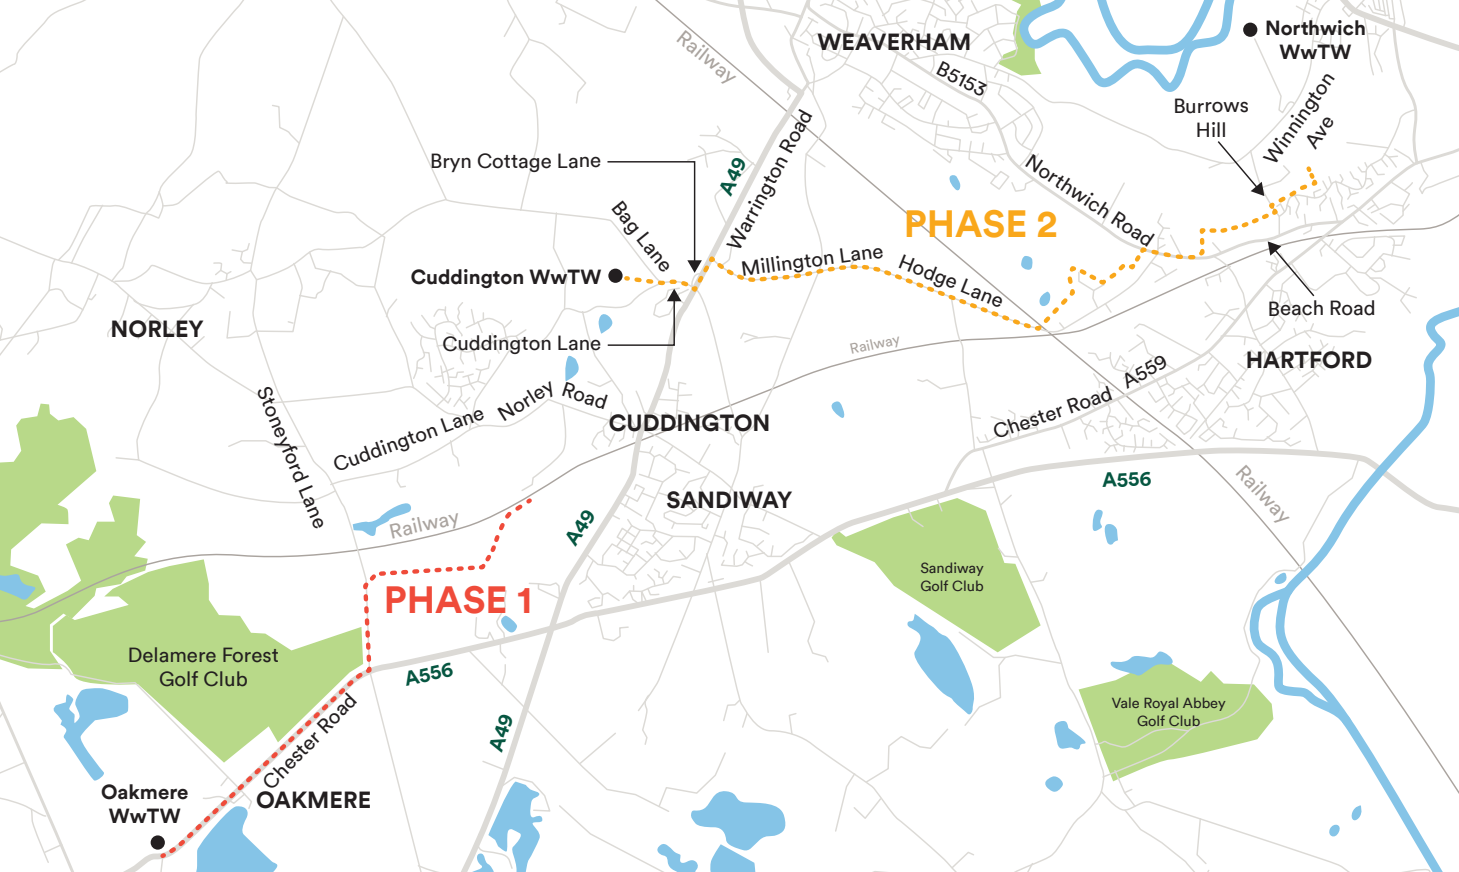 Railway
WEAVERHAM
B5153
Northwich
WwTW
Burrows
Hill
Winnington
Ave
Bryn Cottage Lane
A49
Warrington Road
Northwich Road
Bag Lane
PHASE 2
Cuddington WwTW
Millington Lane
Hodge Lane
Beach Road
NORLEY
Cuddington Lane
Railway
HARTFORD
Stoneyford Lane
Cuddington Lane
Norley Road
CUDDINGTON
Chester Road
A559
SANDIWAY
A556
Railway
Railway
A49
Sandiway
Golf Club
PHASE 1
Delamere Forest
Golf Club
A556
Chester Road
A49
Vale Royal Abbey
Golf Club
Oakmere
WwTW
OAKMERE